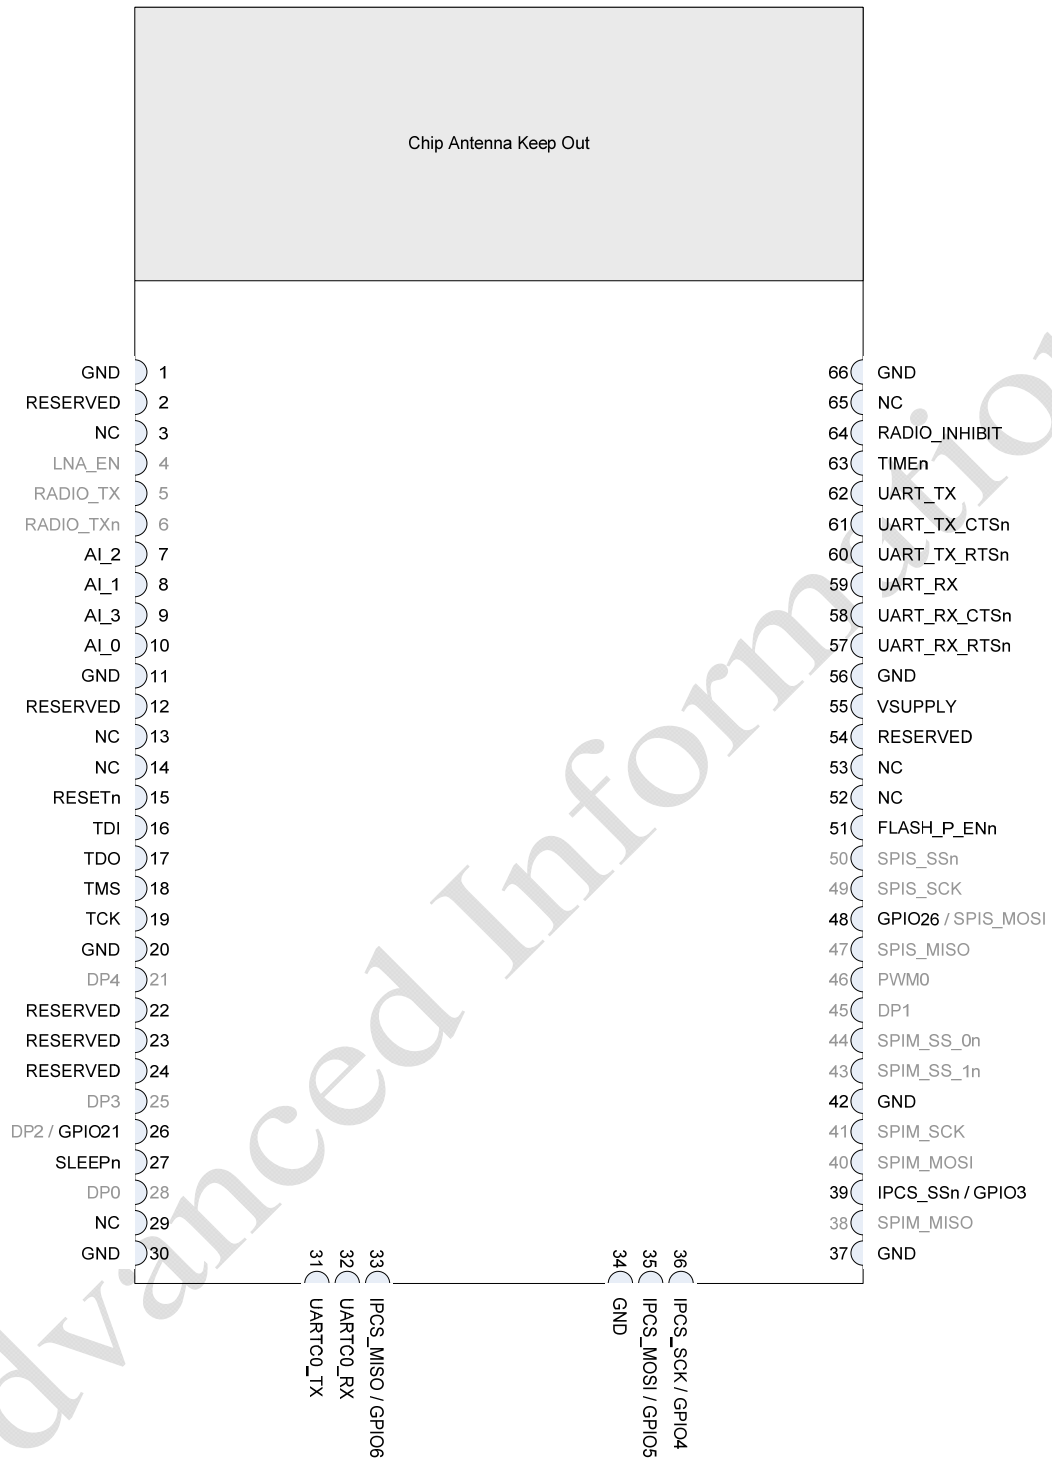 Chip Antenna Keep Out
GND 1
RESERVED 2
NC 3
LNA_EN 4
RADIO_TX 5
RADIO_TXn 6
AI_2 7
AI_1 8
AI_3 9
AI_0 10
GND 11
RESERVED 12
NC 13
NC 14
RESETn 15
TDI 16
TDO 17
TMS 18
TCK 19
GND 20
DP4 21
RESERVED 22
RESERVED 23
RESERVED 24
DP3 25
DP2 / GPIO21 26
SLEEPn 27
DP0 28
NC 29
GND 30
31 UARTC0_TX
32 UARTC0_RX
33 IPCS_MISO / GPIO6
34 GND
35 IPCS_MOSI / GPIO5
36 IPCS_SCK / GPIO4
66 GND
65 NC
64 RADIO_INHIBIT
63 TIMEn
62 UART_TX
61 UART_TX_CTSn
60 UART_TX_RTSn
59 UART_RX
58 UART_RX_CTSn
57 UART_RX_RTSn
56 GND
55 VSUPPLY
54 RESERVED
53 NC
52 NC
51 FLASH_P_ENn
50 SPIS_SSn
49 SPIS_SCK
48 GPIO26 / SPIS_MOSI
47 SPIS_MISO
46 PWM0
45 DP1
44 SPIM_SS_0n
43 SPIM_SS_1n
42 GND
41 SPIM_SCK
40 SPIM_MOSI
39 IPCS_SSn / GPIO3
38 SPIM_MISO
37 GND
dvanced Information